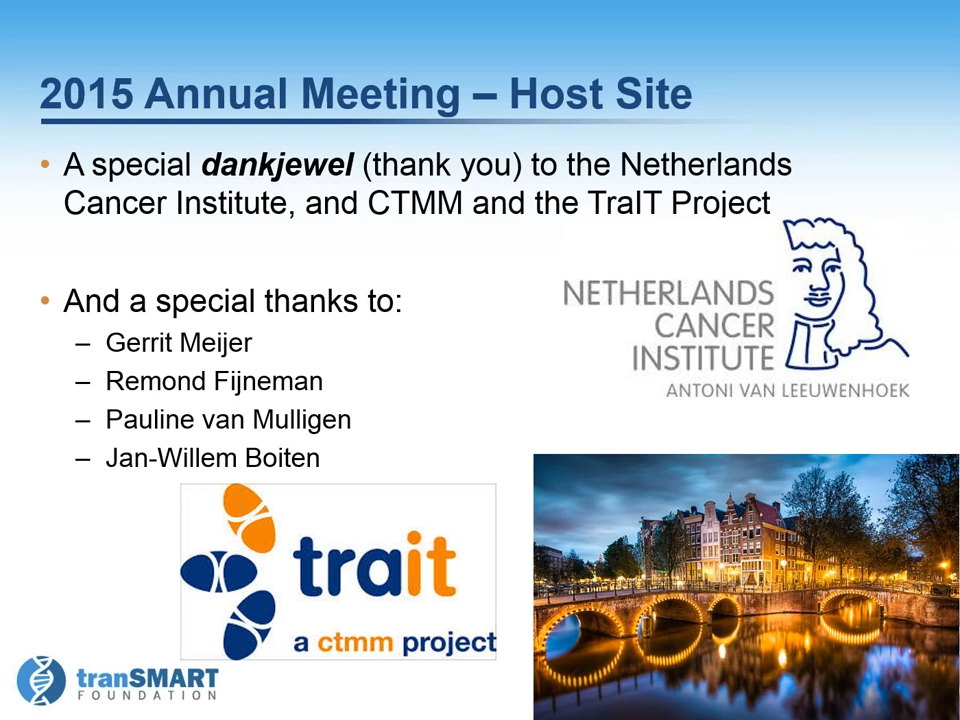 2015 Annual Meeting – Host Site
• A special dankjewel (thank you) to the Netherlands
Cancer Institute, and CTMM and the TraIT Project
• And a special thanks to:
– Gerrit Meijer
– Remond Fijneman
– Pauline van Mulligen
– Jan-Willem Boiten
NETHERLANDS
CANCER
INSTITUTE
ANTONI VAN LEEUWENHOEK
trait
a ctmm project
tranSMART
FOUNDATION